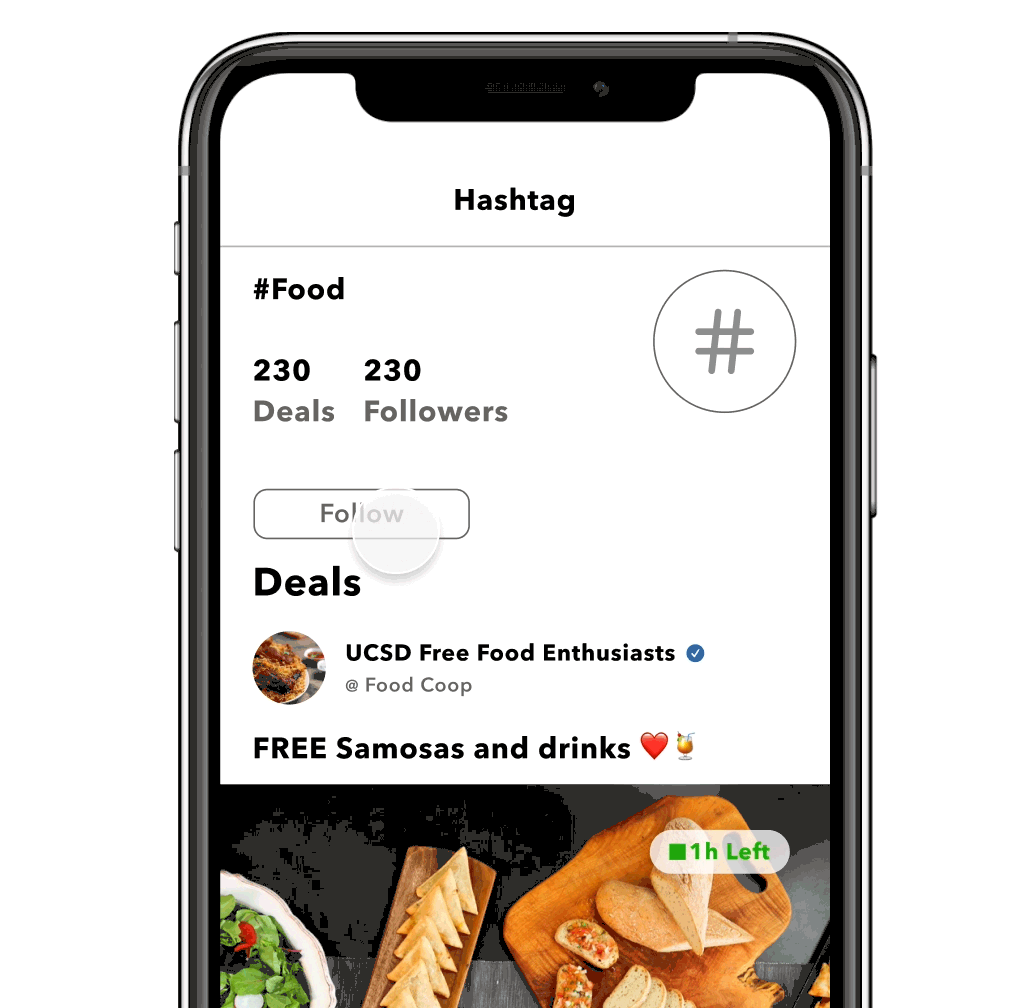 Hashtag
#Food
#
230 230
Deals Followers
Follow
Deals
UCSD Free Food Enthusiasts
@ Food Coop
FREE Samosas and drinks ❤️🍹
1h Left